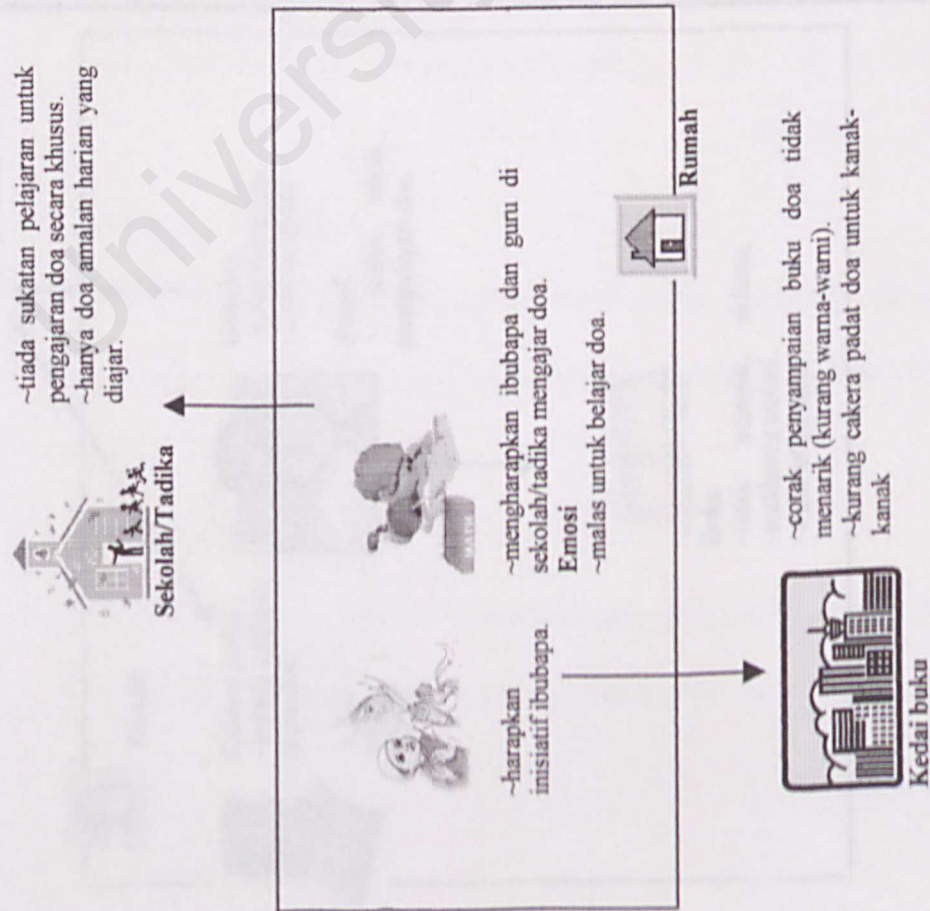 Sekolah/Tadika
~tiada sukatan pelajaran untuk
pengajaran doa secara khusus.
~hanya doa amalan harian yang
diajar.
~harapkan
inisiatif ibubapa.
~mengharapkan ibubapa dan guru di
sekolah/tadika mengajar doa.
Emosi
~malas untuk belajar doa.
Rumah
Kedai buku
~corak penyampaian buku doa tidak
menarik (kurang warna-warni).
~kurang cakera padat doa untuk kanak-
kanak
Universi